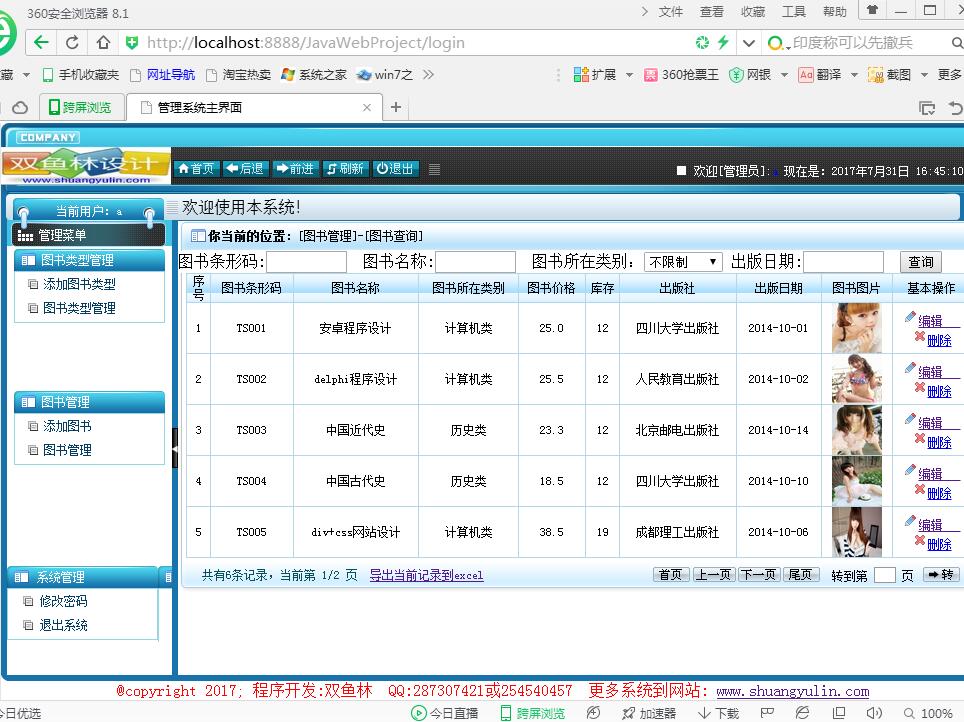 360安全浏览器 8.1
文件 查看 收藏 工具 帮助
http://localhost:8888/JavaWebProject/login
印度称可以先撤兵
藏 手机收藏夹 网址导航 淘宝热卖 系统之家 win7之 扩展 360抢票王 网银 翻译 截图 更多
跨屏浏览 管理系统主界面
COMPANY
双鱼林设计
www.shuangyulin.com
首页 后退 前进 刷新 退出
欢迎[管理员]: a 现在是: 2017年7月31日 16:45:10
当前用户: a
欢迎使用本系统!
管理菜单
你当前的位置: [图书管理]-[图书查询]
图书类型管理
添加图书类型
图书类型管理
图书管理
添加图书
图书管理
系统管理
修改密码
退出系统
图书条形码: 图书名称: 图书所在类别: 不限制 出版日期: 查询
序号 图书条形码 图书名称 图书所在类别 图书价格 库存 出版社 出版日期 图书图片 基本操作
1 TS001 安卓程序设计 计算机类 25.0 12 四川大学出版社 2014-10-01 编辑 删除
2 TS002 delphi程序设计 计算机类 25.5 12 人民教育出版社 2014-10-02 编辑 删除
3 TS003 中国近代史 历史类 23.3 12 北京邮电出版社 2014-10-14 编辑 删除
4 TS004 中国古代史 历史类 18.5 12 四川大学出版社 2014-10-10 编辑 删除
5 TS005 div+css网站设计 计算机类 38.5 19 成都理工出版社 2014-10-06 编辑 删除
共有6条记录, 当前第 1/2 页 导出当前记录到excel 首页 上一页 下一页 尾页 转到第 页 转
@copyright 2017; 程序开发:双鱼林 QQ:287307421或254540457 更多系统到网站: www.shuangyulin.com
今日优选 今日直播 跨屏浏览 加速器 下载 100%